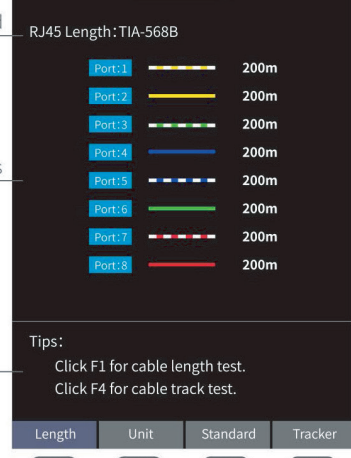 RJ45 Length:TIA-568B
Port:1 200m
Port:2 200m
Port:3 200m
Port:4 200m
Port:5 200m
Port:6 200m
Port:7 200m
Port:8 200m
Tips:
Click F1 for cable length test.
Click F4 for cable track test.
Length Unit Standard Tracker